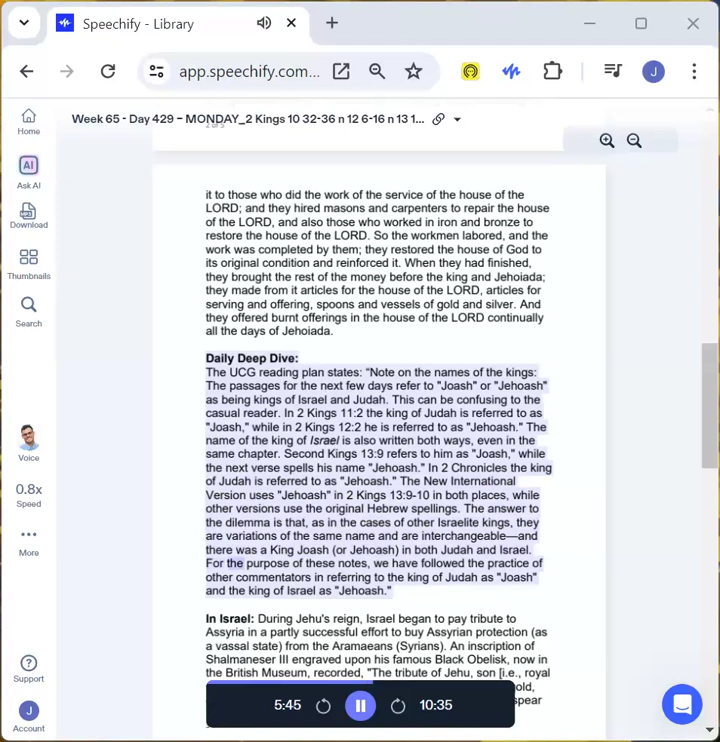 Speechify - Library
app.speechify.com...
J
Week 65 - Day 429 – MONDAY_2 Kings 10 32-36 n 12 6-16 n 13 1...
Home
AI
Ask AI
Download
Thumbnails
Search
Voice
0.8x
Speed
More
Support
J
Account
it to those who did the work of the service of the house of the
LORD; and they hired masons and carpenters to repair the house
of the LORD, and also those who worked in iron and bronze to
restore the house of the LORD. So the workmen labored, and the
work was completed by them; they restored the house of God to
its original condition and reinforced it. When they had finished,
they brought the rest of the money before the king and Jehoiada;
they made from it articles for the house of the LORD, articles for
serving and offering, spoons and vessels of gold and silver. And
they offered burnt offerings in the house of the LORD continually
all the days of Jehoiada.
Daily Deep Dive:
The UCG reading plan states: “Note on the names of the kings:
The passages for the next few days refer to "Joash" or "Jehoash"
as being kings of Israel and Judah. This can be confusing to the
casual reader. In 2 Kings 11:2 the king of Judah is referred to as
"Joash," while in 2 Kings 12:2 he is referred to as "Jehoash." The
name of the king of Israel is also written both ways, even in the
same chapter. Second Kings 13:9 refers to him as "Joash," while
the next verse spells his name "Jehoash." In 2 Chronicles the king
of Judah is referred to as "Jehoash." The New International
Version uses "Jehoash" in 2 Kings 13:9-10 in both places, while
other versions use the original Hebrew spellings. The answer to
the dilemma is that, as in the cases of other Israelite kings, they
are variations of the same name and are interchangeable—and
there was a King Joash (or Jehoash) in both Judah and Israel.
For the purpose of these notes, we have followed the practice of
other commentators in referring to the king of Judah as "Joash"
and the king of Israel as "Jehoash."
In Israel: During Jehu's reign, Israel began to pay tribute to
Assyria in a partly successful effort to buy Assyrian protection (as
a vassal state) from the Aramaeans (Syrians). An inscription of
Shalmaneser III engraved upon his famous Black Obelisk, now in
the British Museum, recorded, "The tribute of Jehu, son [i.e., royal
old,
spear
5:45
10:35